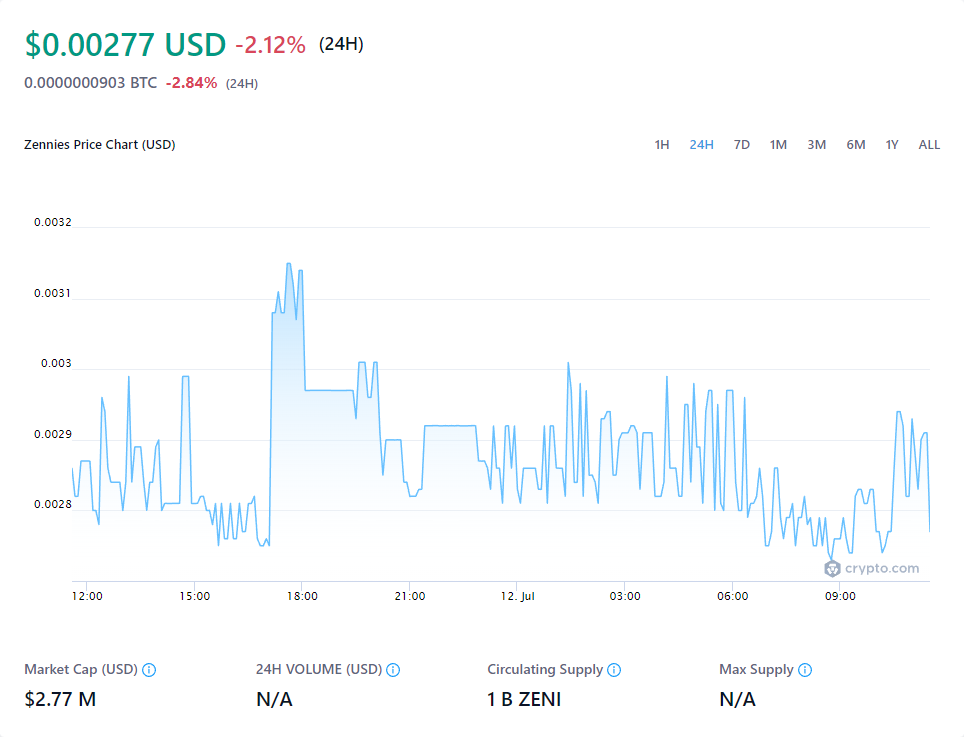 $0.00277 USD -2.12% (24H)
0.0000000903 BTC -2.84% (24H)
Zennies Price Chart (USD) 1H 24H 7D 1M 3M 6M 1Y ALL
0.0032
0.0031
0.003
0.0029
0.0028
crypto.com
12:00 15:00 18:00 21:00 12. Jul 03:00 06:00 09:00
Market Cap (USD) 24H VOLUME (USD) Circulating Supply Max Supply
$2.77 M N/A 1 B ZENI N/A